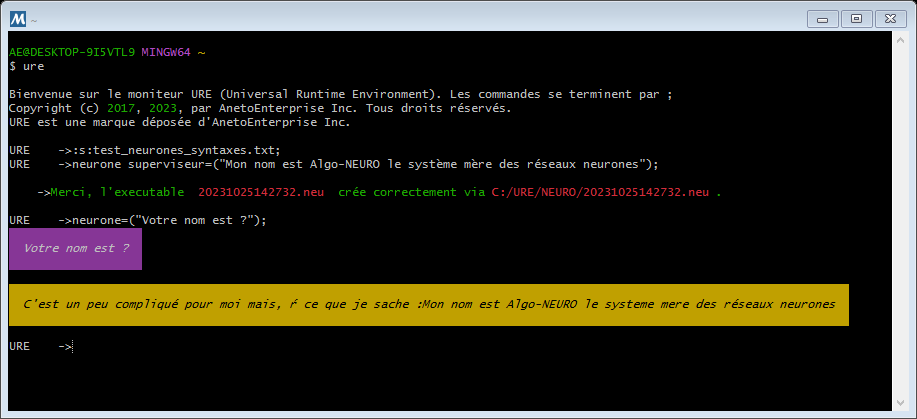 ~
AE@DESKTOP-9I5VTL9 MINGW64 ~
$ ure
Bienvenue sur le moniteur URE (Universal Runtime Environment). Les commandes se terminent par ;
Copyright (c) 2017, 2023, par AnetoEnterprise Inc. Tous droits réservés.
URE est une marque déposée d'AnetoEnterprise Inc.
URE    ->:s:test_neurones_syntaxes.txt;
URE    ->neurone superviseur=("Mon nom est Algo-NEURO le système mère des réseaux neurones");
->Merci, l'executable  20231025142732.neu  crée correctement via C:/URE/NEURO/20231025142732.neu .
URE    ->neurone=("Votre nom est ?");
Votre nom est ?
C'est un peu compliqué pour moi mais, ŕ ce que je sache :Mon nom est Algo-NEURO le systeme mere des réseaux neurones
URE    ->